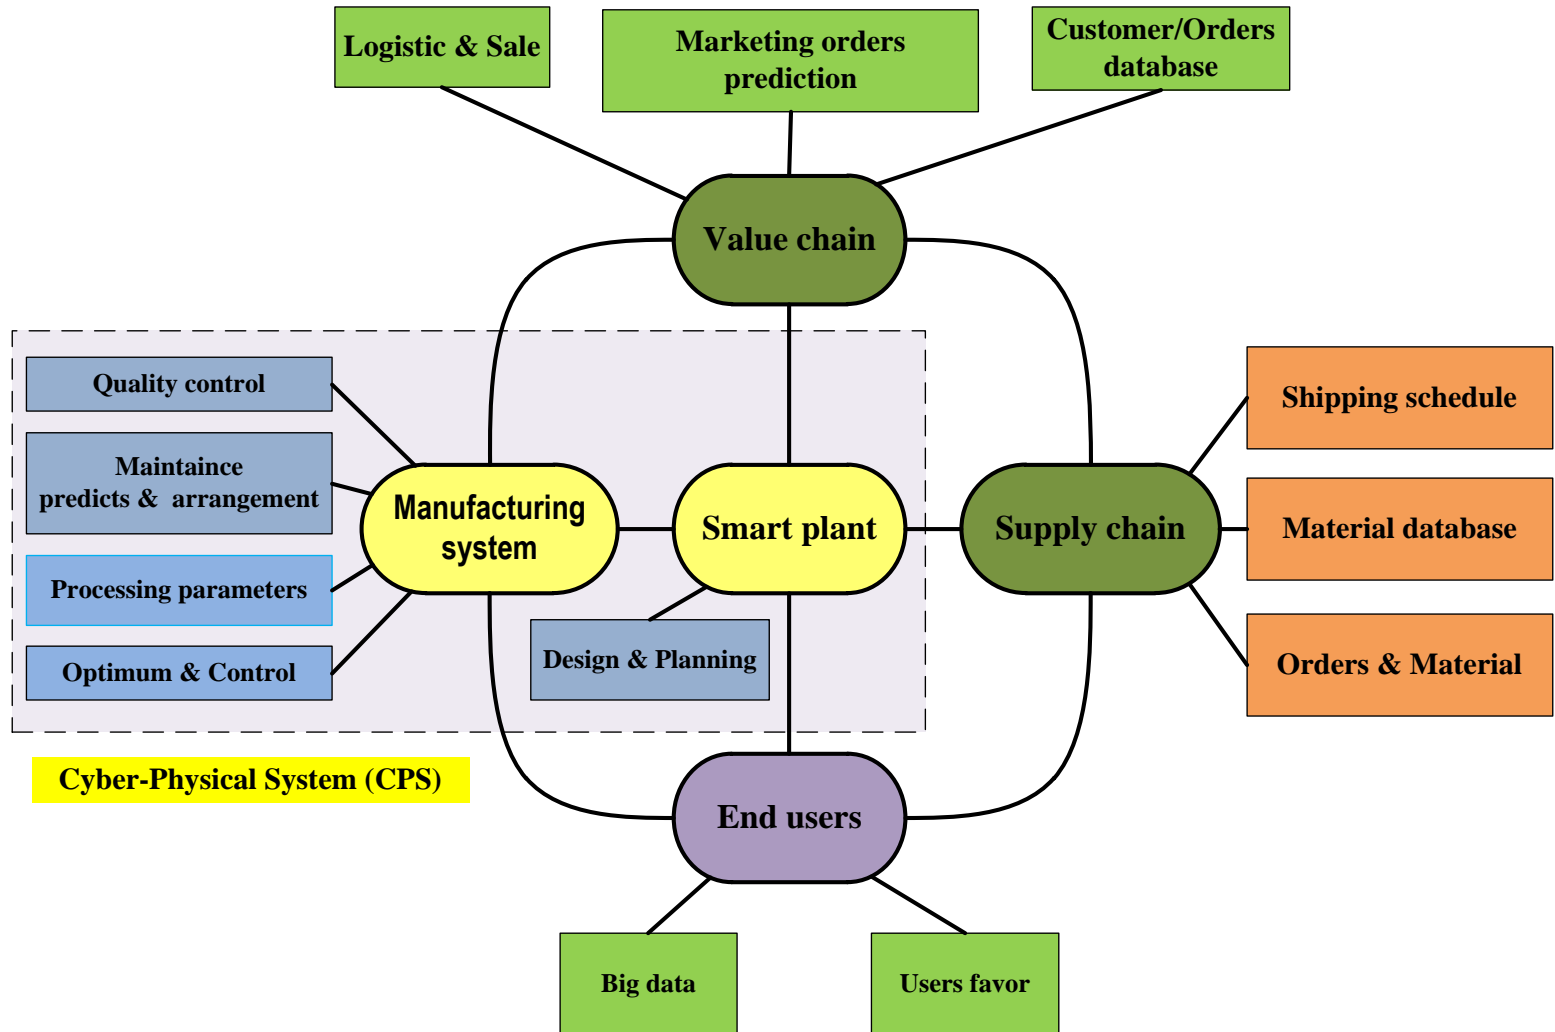 Logistic & Sale
Marketing orders
prediction
Customer/Orders
database
Value chain
Quality control
Maintaince
predicts & arrangement
Processing parameters
Optimum & Control
Manufacturing
system
Smart plant
Design & Planning
Supply chain
Shipping schedule
Material database
Orders & Material
Cyber-Physical System (CPS)
End users
Big data
Users favor